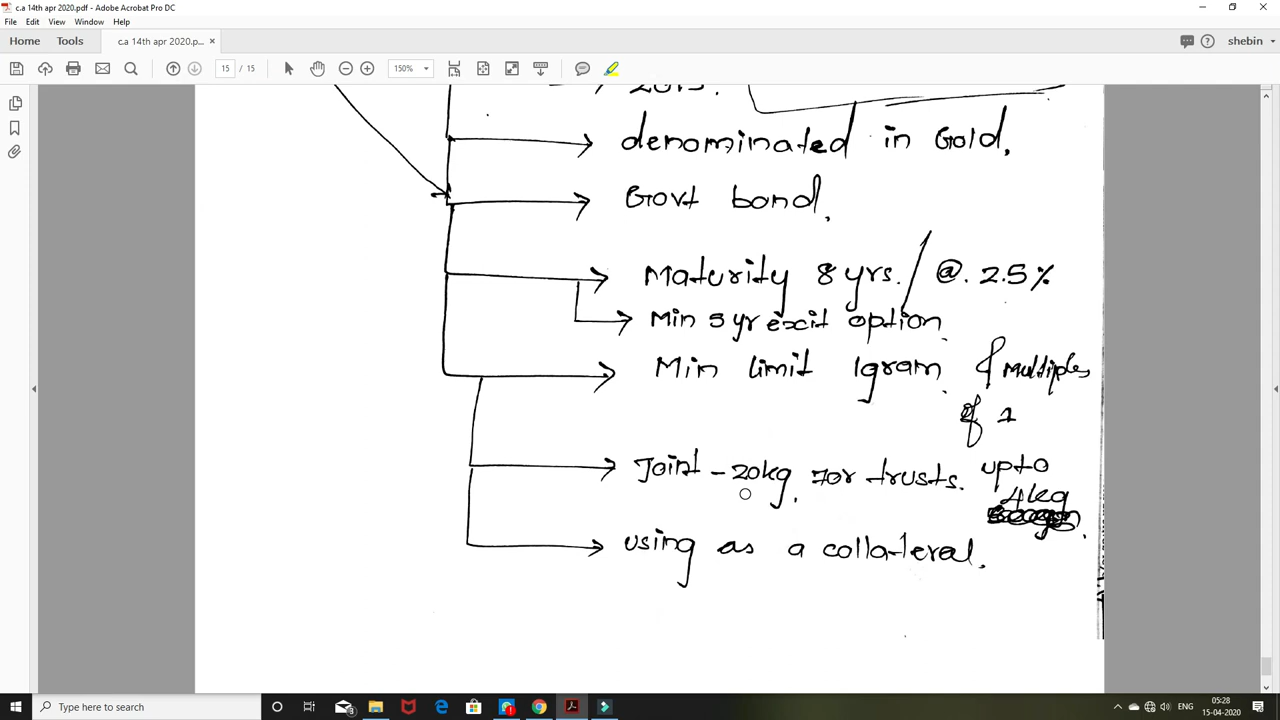 c.a 14th apr 2020.pdf - Adobe Acrobat Pro DC
File Edit View Window Help
Home Tools c.a 14th apr 2020.p... × shebin
15 / 15 150%
2015.
denominated in Gold.
Govt bond.
Maturity 8 yrs. / @. 2.5%
Min 5 yr excit option.
Min limit 1gram. & Multiples
of 1
Joint - 20kg. For trusts. upto
4kg
using as a collateral.
Type here to search
ENG
05:28
15-04-2020